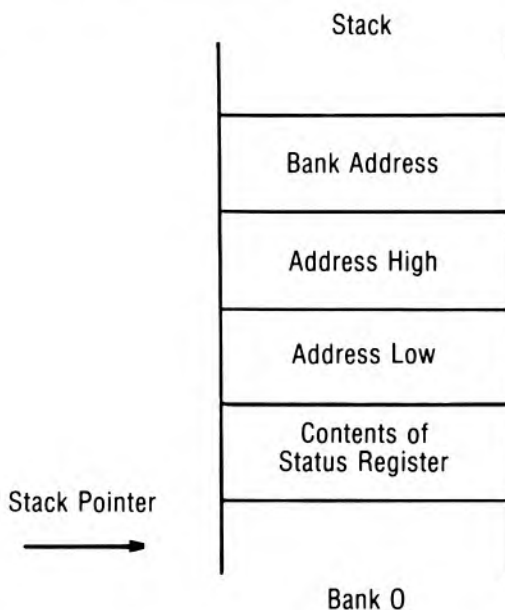 Stack
Bank Address
Address High
Address Low
Contents of
Status Register
Stack Pointer
Bank 0